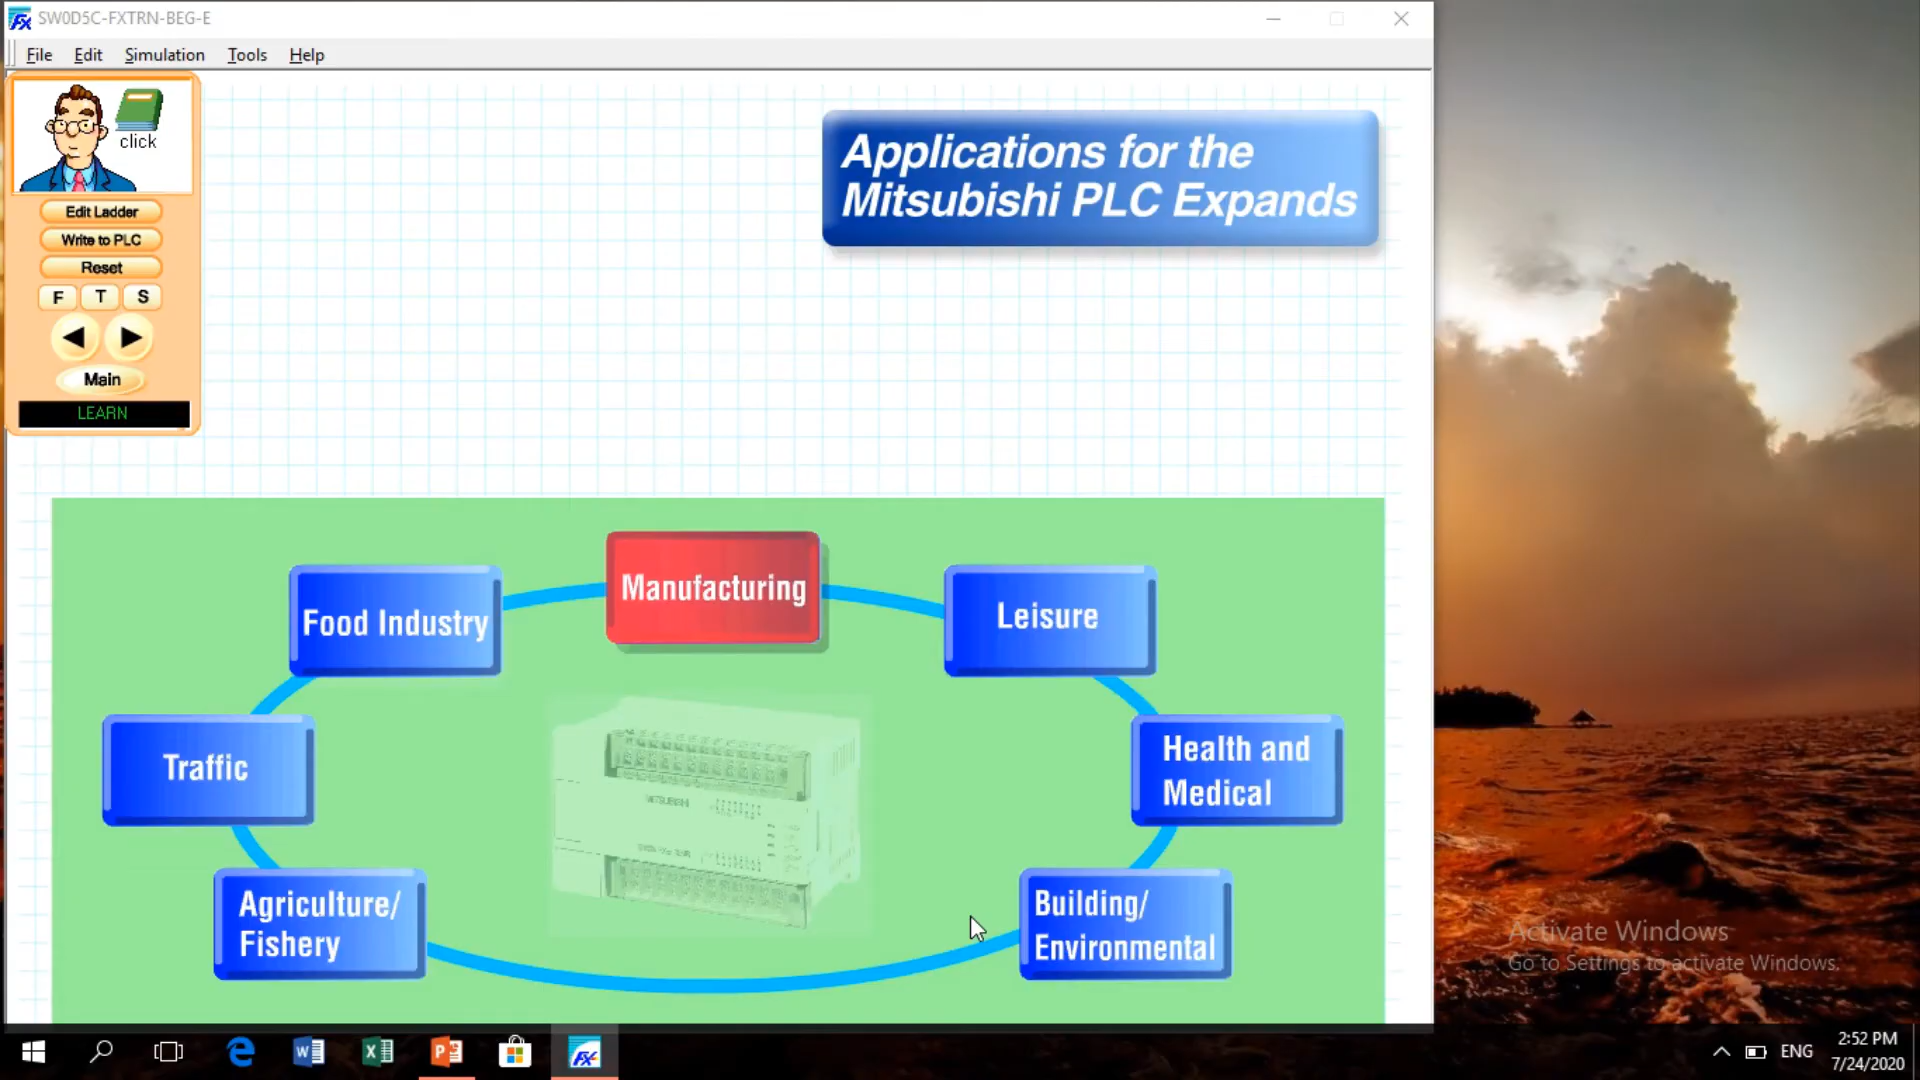 SW0D5C-FXTRN-BEG-E
File Edit Simulation Tools Help
click
Edit Ladder
Write to PLC
Reset
F T S
Main
LEARN
Applications for the
Mitsubishi PLC Expands
Manufacturing
Food Industry
Leisure
Traffic
Health and
Medical
MITSUBISHI
Agriculture/
Fishery
Building/
Environmental
Activate Windows
Go to Settings to activate Windows.
ENG
2:52 PM
7/24/2020